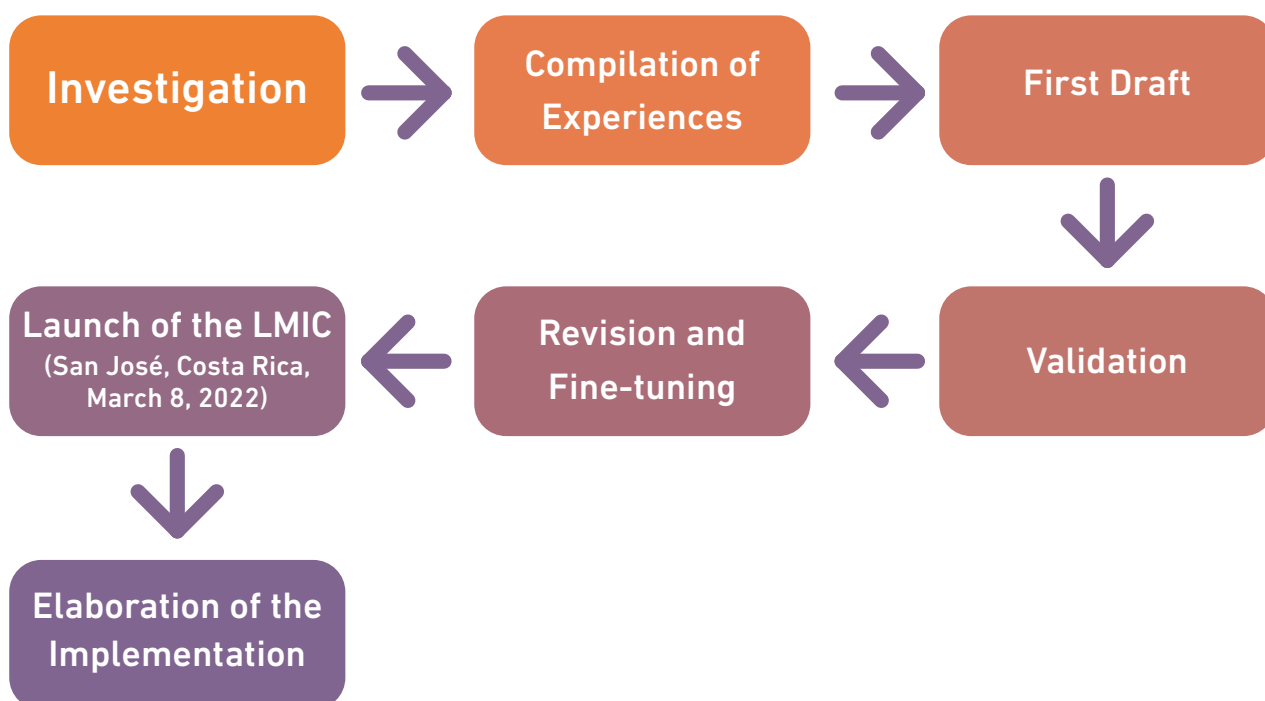 Investigation
Compilation of
Experiences
First Draft
Validation
Revision and
Fine-tuning
Launch of the LMIC
(San José, Costa Rica,
March 8, 2022)
Elaboration of the
Implementation